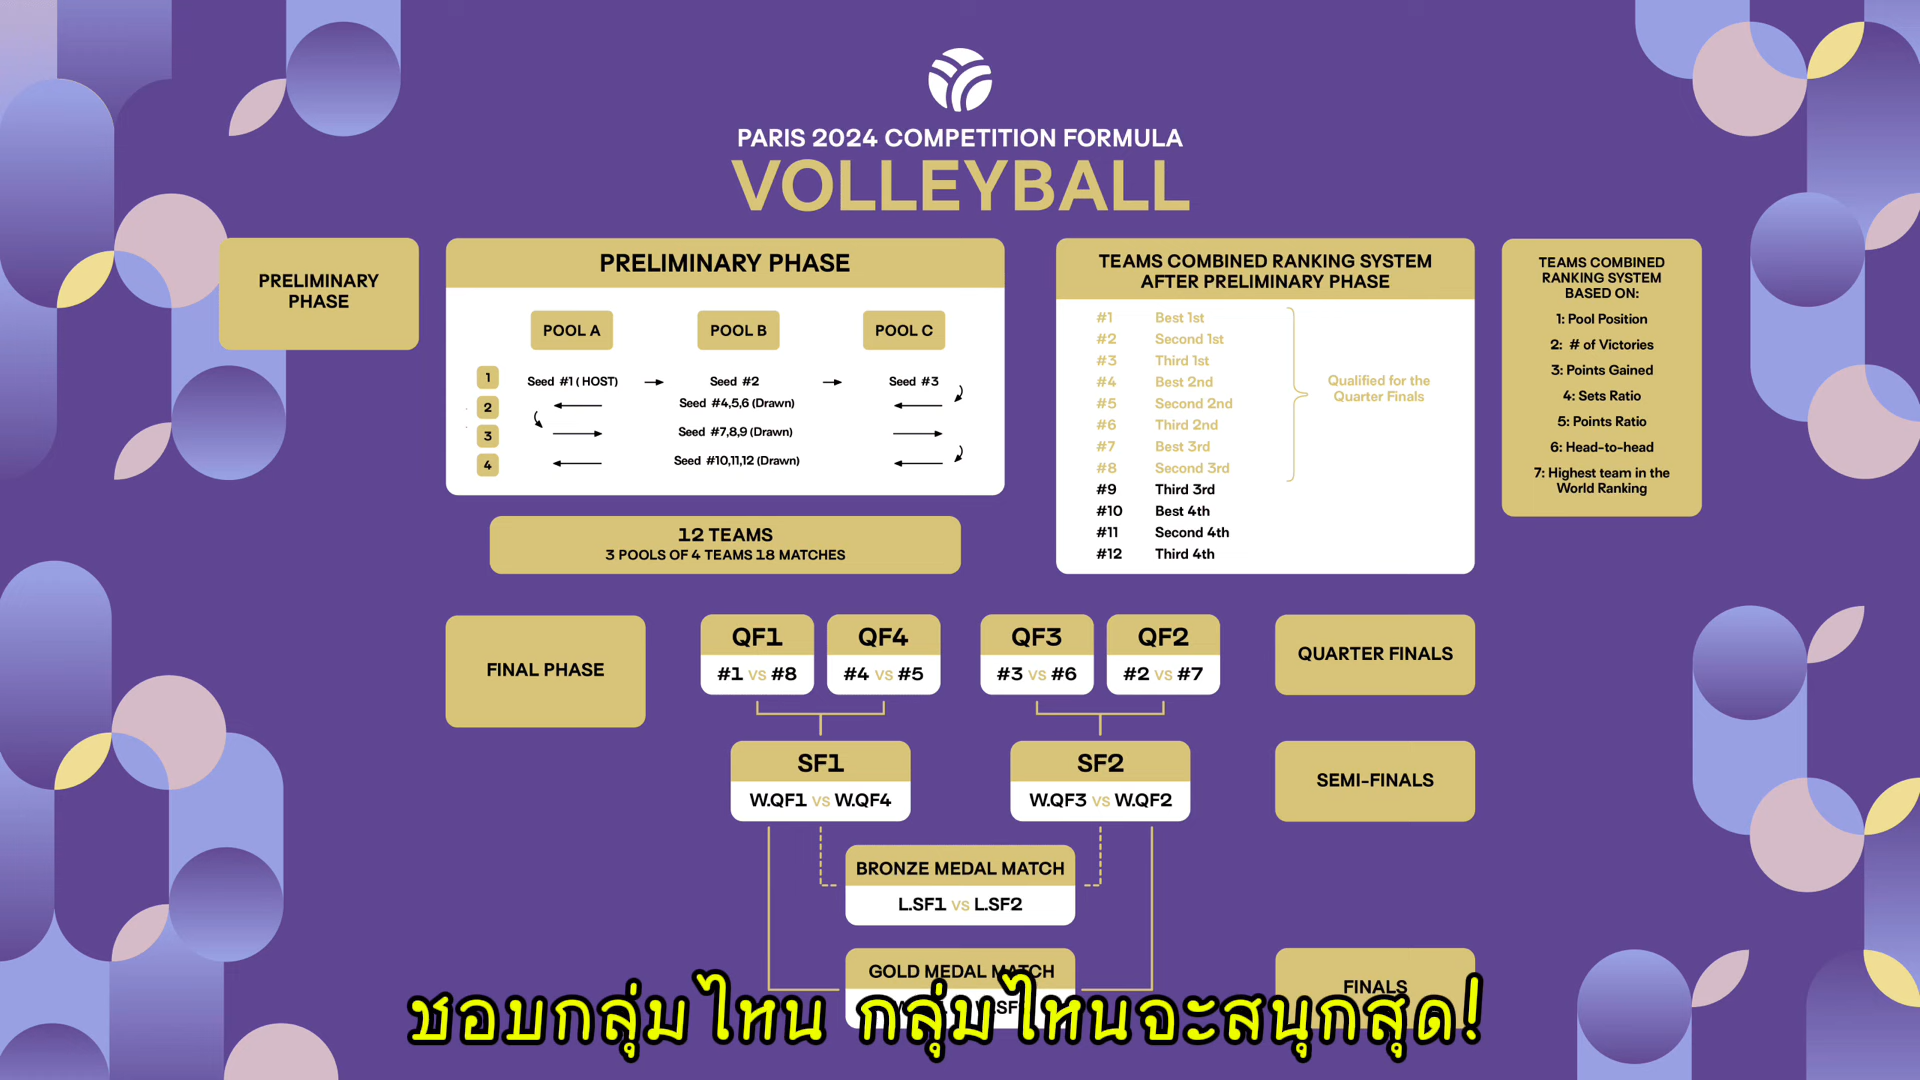 PARIS 2024 COMPETITION FORMULA
VOLLEYBALL
PRELIMINARY
PHASE
PRELIMINARY PHASE
POOL A POOL B POOL C
1 Seed #1 (HOST) Seed #2 Seed #3
2 Seed #4,5,6 (Drawn)
3 Seed #7,8,9 (Drawn)
4 Seed #10,11,12 (Drawn)
12 TEAMS
3 POOLS OF 4 TEAMS 18 MATCHES
TEAMS COMBINED RANKING SYSTEM
AFTER PRELIMINARY PHASE
#1 Best 1st
#2 Second 1st
#3 Third 1st
#4 Best 2nd
#5 Second 2nd
#6 Third 2nd
#7 Best 3rd
#8 Second 3rd
#9 Third 3rd
#10 Best 4th
#11 Second 4th
#12 Third 4th
Qualified for the
Quarter Finals
TEAMS COMBINED
RANKING SYSTEM
BASED ON:
1: Pool Position
2: # of Victories
3: Points Gained
4: Sets Ratio
5: Points Ratio
6: Head-to-head
7: Highest team in the
World Ranking
FINAL PHASE
QF1 QF4 QF3 QF2
#1 VS #8 #4 VS #5 #3 VS #6 #2 VS #7
QUARTER FINALS
SF1 SF2
W.QF1 VS W.QF4 W.QF3 VS W.QF2
SEMI-FINALS
BRONZE MEDAL MATCH
L.SF1 VS L.SF2
GOLD MEDAL MATCH
FINALS
ชอบกลุ่มไหน กลุ่มไหนจะสนุกสุด!